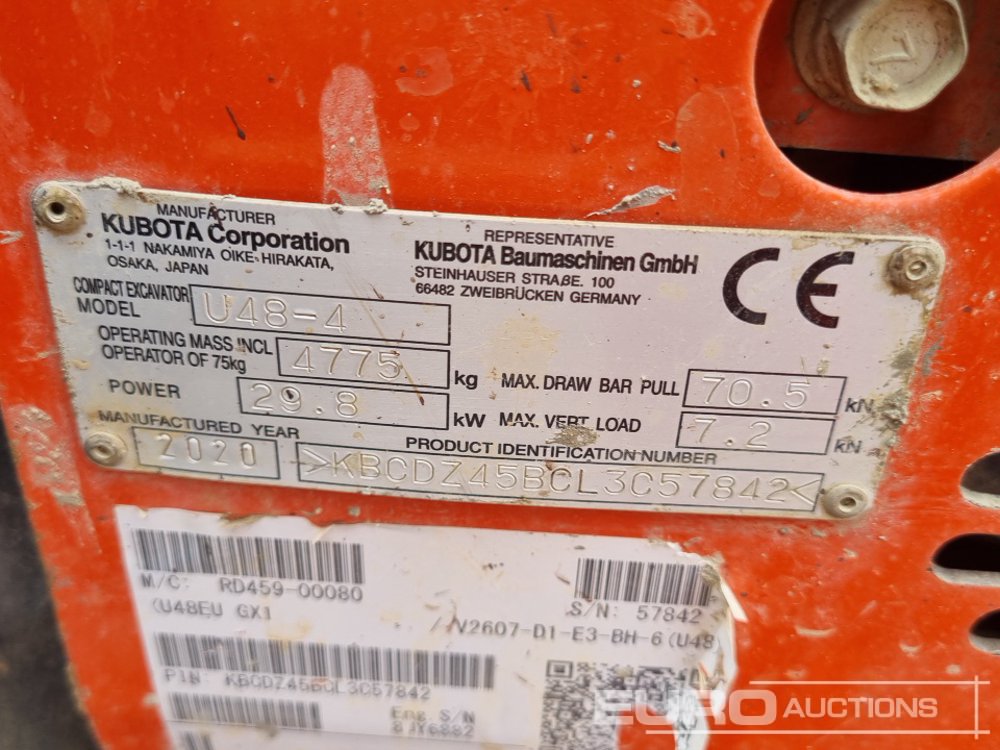 MANUFACTURER
KUBOTA Corporation
1-1-1 NAKAMIYA OIKE-HIRAKATA,
OSAKA, JAPAN
REPRESENTATIVE
KUBOTA Baumaschinen GmbH
STEINHAUSER STRAßE. 100
66482 ZWEIBRÜCKEN GERMANY
CE
COMPACT EXCAVATOR
MODEL U48-4
OPERATING MASS INCL
OPERATOR OF 75kg 4775 kg
MAX. DRAW BAR PULL 70.5 kN
POWER 29.8 kW
MAX. VERT. LOAD 7.2 kN
MANUFACTURED YEAR
2020
PRODUCT IDENTIFICATION NUMBER
>KBCDZ45BCL3C57842<
M/C: RD459-00080
S/N: 57842
(U48EU GX1
/V2607-D1-E3-BH-6(U48)
PIN KBCDZ45BCL3C57842
Eng. S/N
EURO AUCTIONS